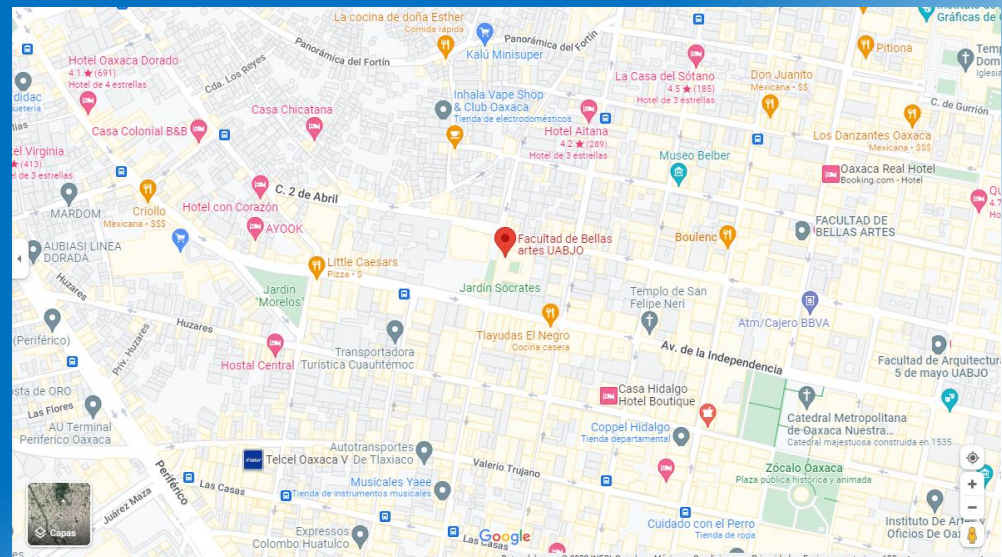 La cocina de doña Esther
Comida rápida
Panorámica del Fortín
Kalú Minisuper
Panorámica del Fortín
Gráficas de
Pitiona
Hotel Oaxaca Dorado
4.1 ★ (691)
Hotel de 4 estrellas
Cda. Los Reyes
La Casa del Sótano
4.5 ★ (185)
Hotel de 3 estrellas
Don Juanito
Mexicana - $$
Iglesia
Inhala Vape Shop
& Club Oaxaca
Tienda de electrodomésticos
Casa Chicatana
C. de Gurrión
Casa Colonial B&B
Hotel Aitana
4.2 ★ (289)
Hotel de 3 estrellas
Los Danzantes Oaxaca
Mexicana - $$$
Virginia
★ (413)
de 3 estrellas
Museo Belber
Oaxaca Real Hotel
Booking.com - Hotel
MARDOM
Criollo
Mexicana - $$$
C. 2 de Abril
Hotel con Corazón
AYOOK
FACULTAD DE
BELLAS ARTES
AUBIASI LINEA
DORADA
Facultad de Bellas
artes UABJO
Boulenc
Little Caesars
Pizza - $
Huzares
Jardín
"Morelos"
Jardín Sócrates
Templo de San
Felipe Neri
Atm/Cajero BBVA
Huzares
(Periférico)
Priv. Huzares
Tlayudas El Negro
Cocina casera
Av. de la Independencia
Hostal Central
Transportadora
Turística Cuauhtémoc
Facultad de Arquitectur
5 de mayo UABJO
de ORO
Las Flores
Casa Hidalgo
Hotel Boutique
AU Terminal
Periferico Oaxaca
Catedral Metropolitana
de Oaxaca Nuestra...
Catedral majestuosa construida en 1535
Coppel Hidalgo
Tienda departamental
Autotransportes
De Tlaxiaco
Telcel Oaxaca V
Valerio Trujano
Zócalo Oaxaca
Plaza pública histórica y animada
Periférico
Las Casas
Juárez Maza
Musicales Yaee
Tienda de instrumentos musicales
Capas
Expressos
Colombo Huatulco
Google
Las Casas
Cuidado con el Perro
Tienda de ropa
Instituto De Artes Y
Oficios De